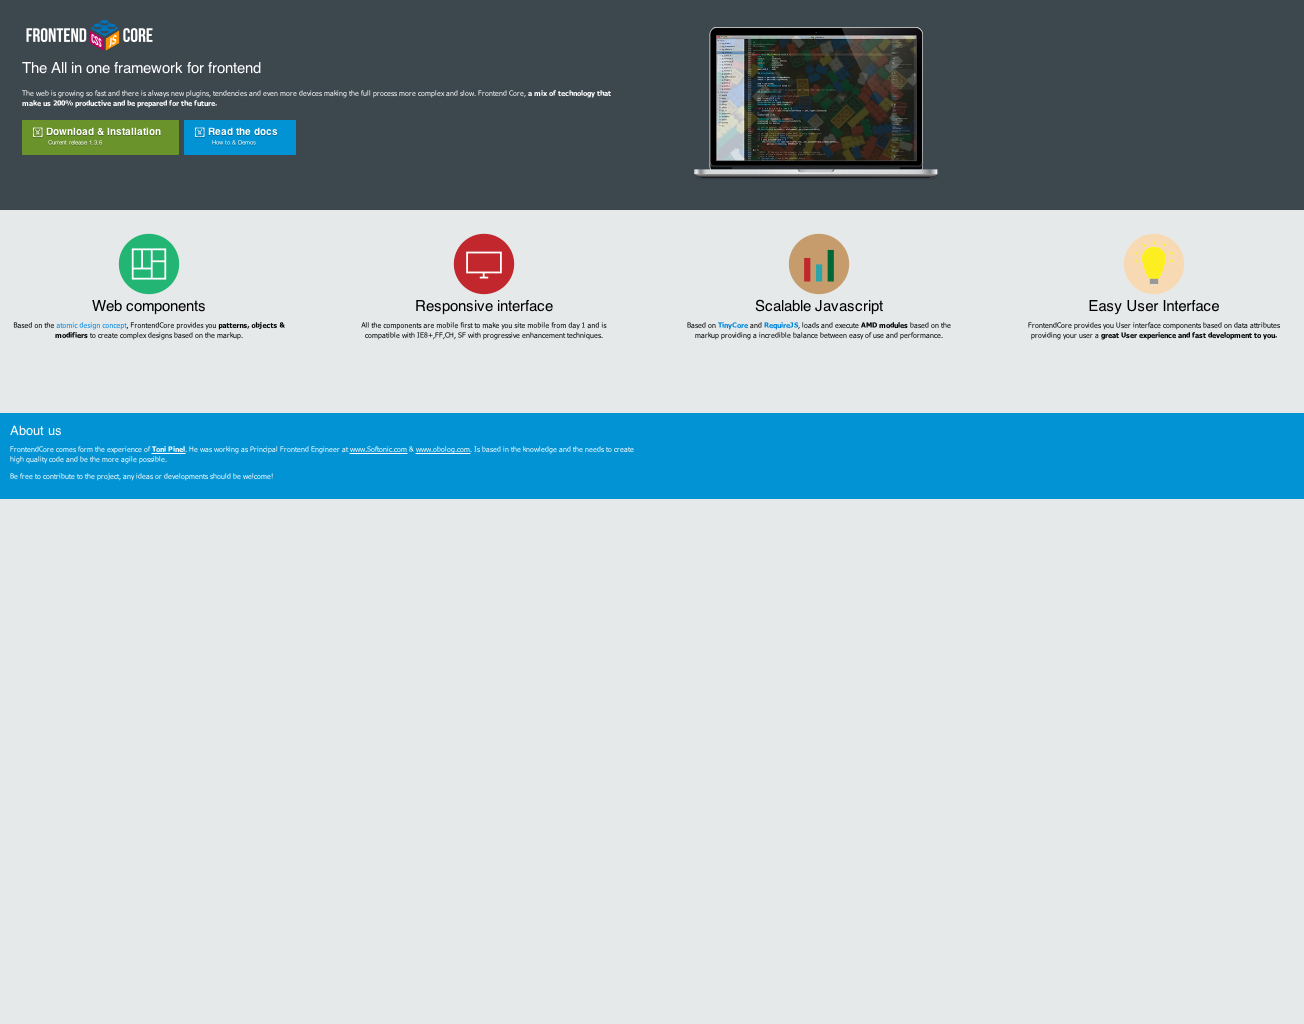 FRONTEND CSS JS CORE
The All in one framework for frontend
The web is growing so fast and there is always new plugins, tendencies and even more devices making the full process more complex and slow. Frontend Core, a mix of technology that
make us 200% productive and be prepared for the future.
Download & Installation
Current release 1.3.6
Read the docs
How to & Demos
Web components
Based on the atomic design concept, FrontendCore provides you patterns, objects &
modifiers to create complex designs based on the markup.
Responsive interface
All the components are mobile first to make you site mobile from day 1 and is
compatible with IE8+,FF,CH, SF with progressive enhancement techniques.
Scalable Javascript
Based on TinyCore and RequireJS, loads and execute AMD modules based on the
markup providing a incredible balance between easy of use and performance.
Easy User Interface
FrontendCore provides you User interface components based on data attributes
providing your user a great User experience and fast development to you.
About us
FrontendCore comes form the experience of Toni Pinel. He was working as Principal Frontend Engineer at www.Softonic.com & www.obolog.com. Is based in the knowledge and the needs to create
high quality code and be the more agile possible.
Be free to contribute to the project, any ideas or developments should be welcome!